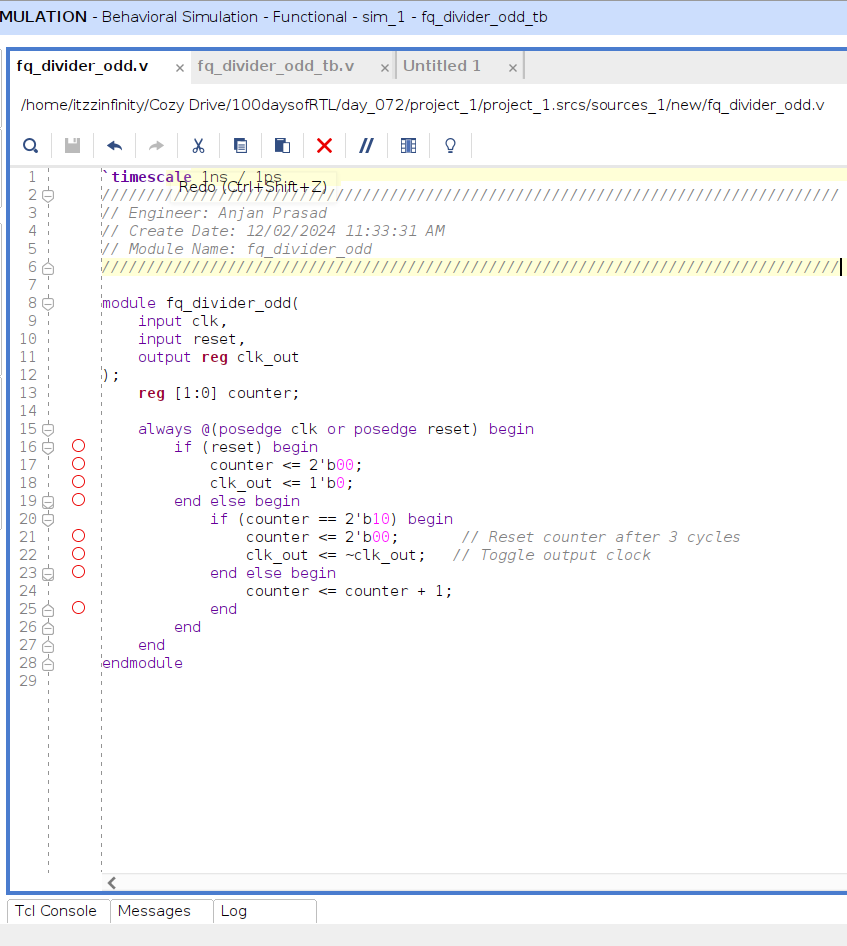 MULATION - Behavioral Simulation - Functional - sim_1 - fq_divider_odd_tb
fq_divider_odd.v × fq_divider_odd_tb.v × Untitled 1 ×
/home/itzzinfinity/Cozy Drive/100daysofRTL/day_072/project_1/project_1.srcs/sources_1/new/fq_divider_odd.v
1 `timescale 1ns / 1ps
Redo (Ctrl+Shift+Z)
2 //////////////////////////////////////////////////////////////////////////////////
3 // Engineer: Anjan Prasad
4 // Create Date: 12/02/2024 11:33:31 AM
5 // Module Name: fq_divider_odd
6 //////////////////////////////////////////////////////////////////////////////////
7
8 module fq_divider_odd(
9     input clk,
10     input reset,
11     output reg clk_out
12 );
13     reg [1:0] counter;
14
15     always @(posedge clk or posedge reset) begin
16         if (reset) begin
17             counter <= 2'b00;
18             clk_out <= 1'b0;
19         end else begin
20             if (counter == 2'b10) begin
21                 counter <= 2'b00;       // Reset counter after 3 cycles
22                 clk_out <= ~clk_out;   // Toggle output clock
23             end else begin
24                 counter <= counter + 1;
25             end
26         end
27     end
28 endmodule
29
Tcl Console Messages Log